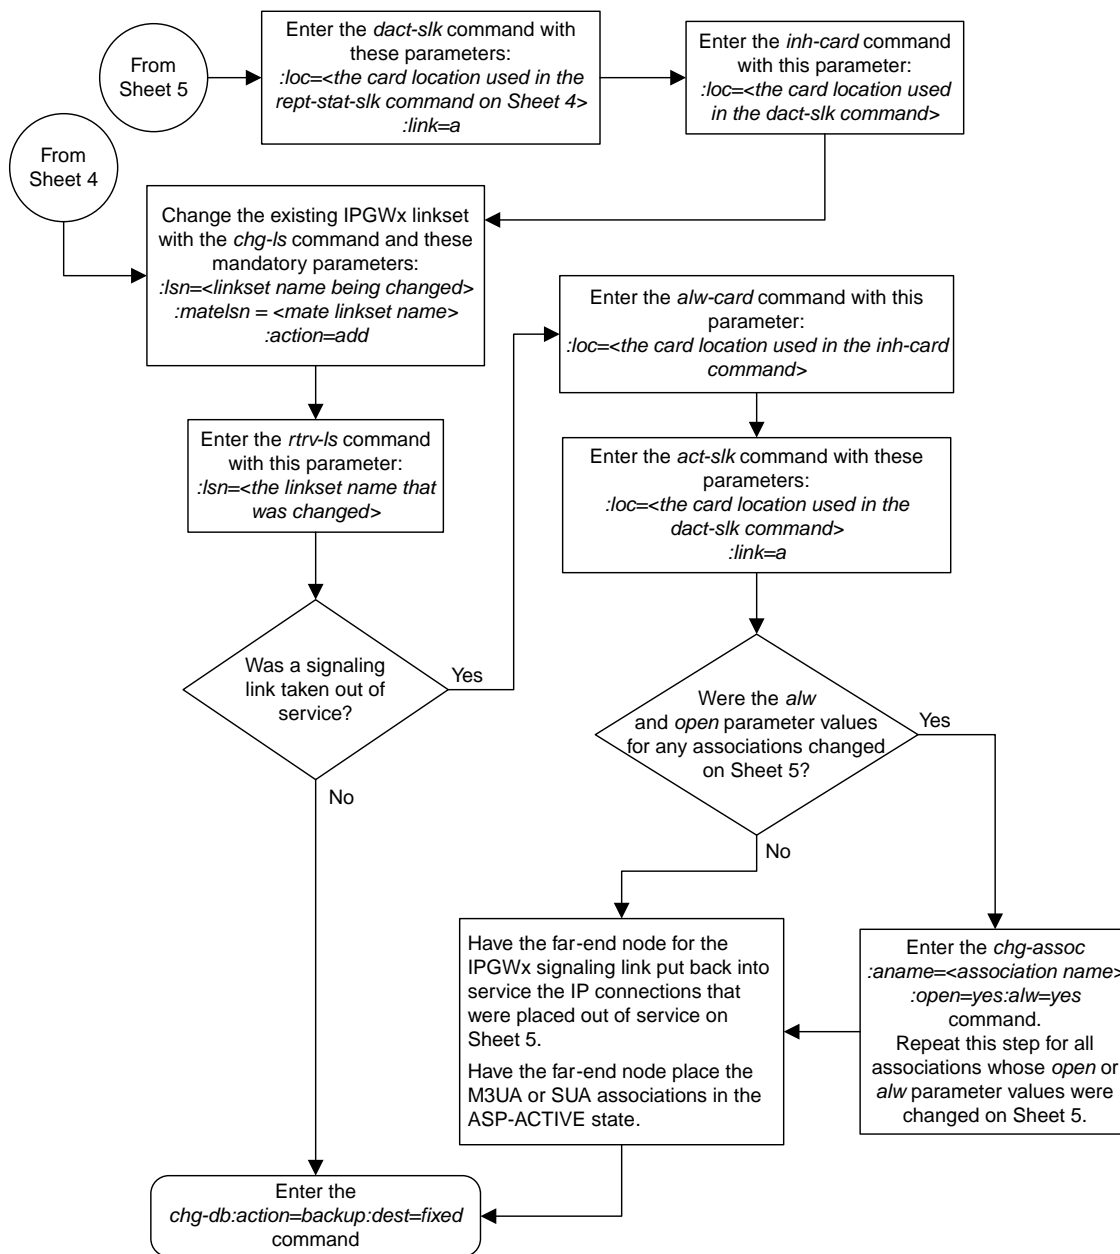 From
Sheet 5
Enter the dact-slk command with
these parameters:
:loc=<the card location used in the
rept-stat-slk command on Sheet 4>
:link=a
Enter the inh-card command
with this parameter:
:loc=<the card location used
in the dact-slk command>
From
Sheet 4
Change the existing IPGWx linkset
with the chg-ls command and these
mandatory parameters:
:lsn=<linkset name being changed>
:matelsn = <mate linkset name>
:action=add
Enter the alw-card command with this
parameter:
:loc=<the card location used in the inh-card
command>
Enter the rtrv-ls command
with this parameter:
:lsn=<the linkset name that
was changed>
Enter the act-slk command with these
parameters:
:loc=<the card location used in the
dact-slk command>
:link=a
Was a signaling
link taken out of
service?
Yes
No
Were the alw
and open parameter values
for any associations changed
on Sheet 5?
Yes
No
Have the far-end node for the
IPGWx signaling link put back into
service the IP connections that
were placed out of service on
Sheet 5.
Have the far-end node place the
M3UA or SUA associations in the
ASP-ACTIVE state.
Enter the chg-assoc
:aname=<association name>
:open=yes:alw=yes
command.
Repeat this step for all
associations whose open or
alw parameter values were
changed on Sheet 5.
Enter the
chg-db:action=backup:dest=fixed
command